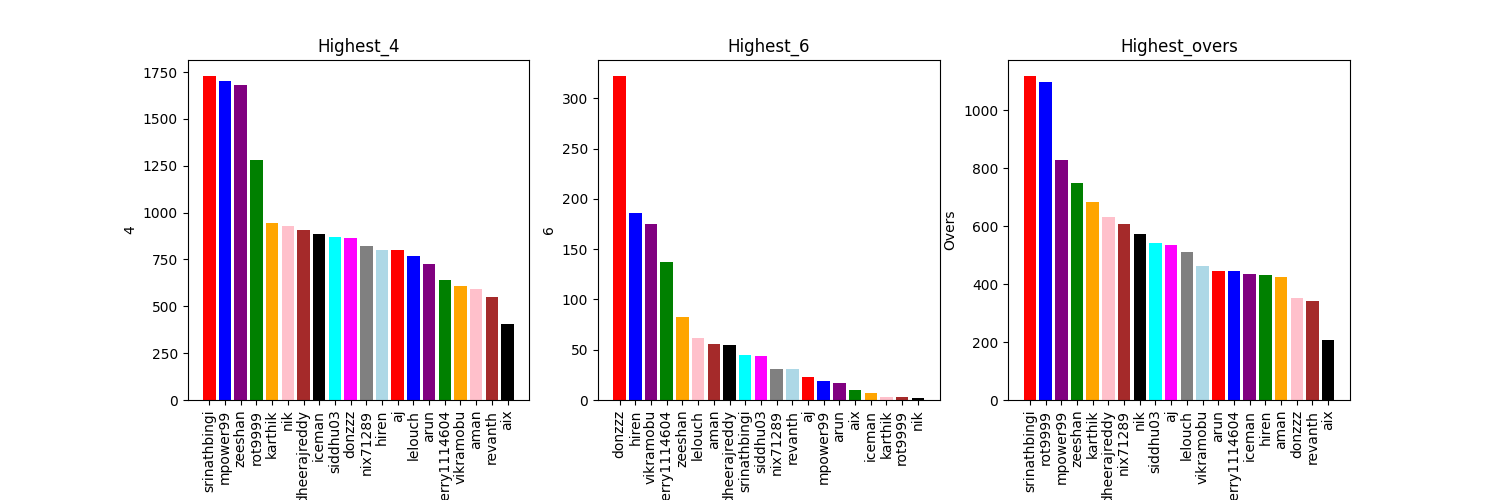 Highest_4
4
1750
1500
1250
1000
750
500
250
0
srinathbingi
mpower99
zeeshan
rot9999
karthik
nik
dheerajreddy
iceman
siddhu03
donzzz
nix71289
hiren
aj
lelouch
arun
erry1114604
vikramobu
aman
revanth
aix
Highest_6
6
300
250
200
150
100
50
0
donzzz
hiren
vikramobu
erry1114604
zeeshan
lelouch
aman
dheerajreddy
srinathbingi
siddhu03
nix71289
revanth
aj
mpower99
arun
aix
iceman
karthik
rot9999
nik
Highest_overs
Overs
1000
800
600
400
200
0
srinathbingi
rot9999
mpower99
zeeshan
karthik
dheerajreddy
nix71289
nik
siddhu03
aj
lelouch
vikramobu
arun
erry1114604
iceman
hiren
aman
donzzz
revanth
aix